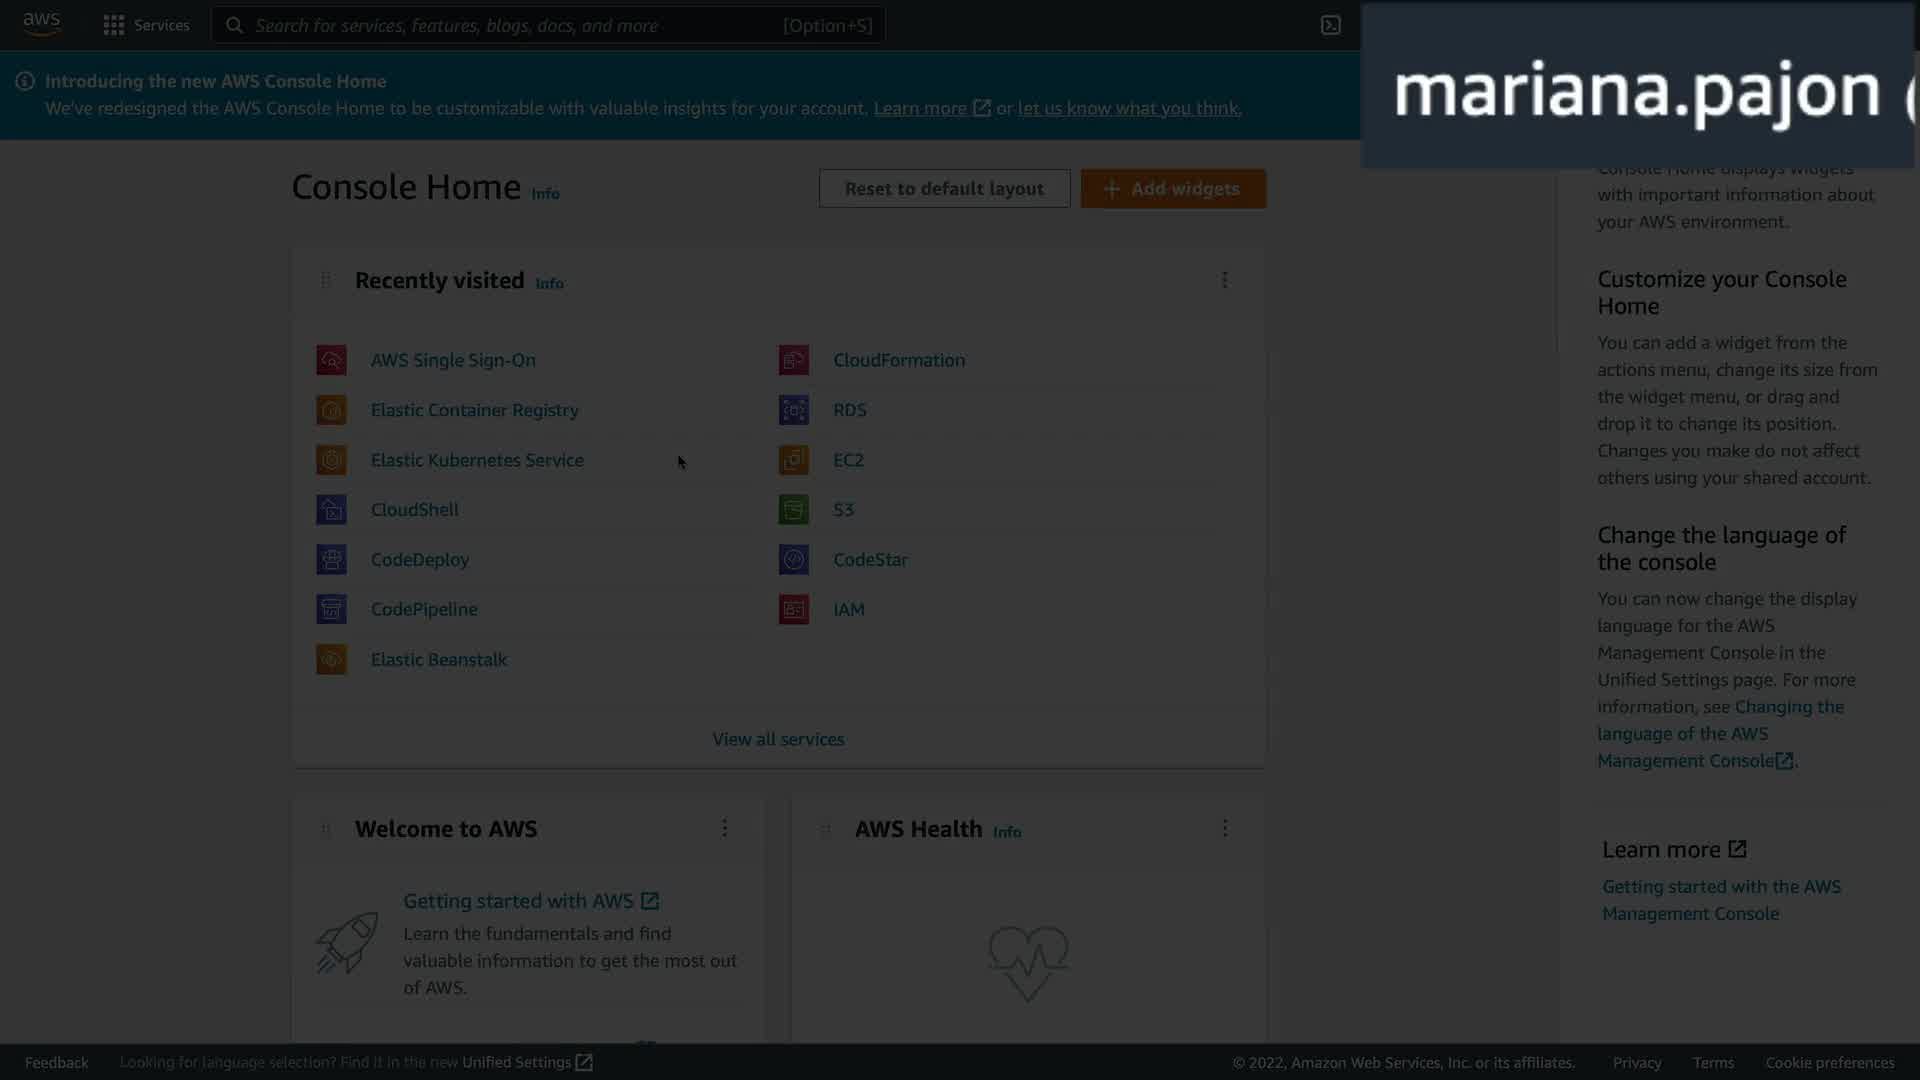 aws
Services
Search for services, features, blogs, docs, and more
[Option+S]
mariana.pajon (
Introducing the new AWS Console Home
We've redesigned the AWS Console Home to be customizable with valuable insights for your account. Learn more or let us know what you think.
Console Home Info
Reset to default layout
+ Add widgets
Recently visited Info
AWS Single Sign-On
Elastic Container Registry
Elastic Kubernetes Service
CloudShell
CodeDeploy
CodePipeline
Elastic Beanstalk
CloudFormation
RDS
EC2
S3
CodeStar
IAM
View all services
Welcome to AWS
Getting started with AWS
Learn the fundamentals and find
valuable information to get the most out
of AWS.
AWS Health Info
Console Home displays widgets
with important information about
your AWS environment.
Customize your Console
Home
You can add a widget from the
actions menu, change its size from
the widget menu, or drag and
drop it to change its position.
Changes you make do not affect
others using your shared account.
Change the language of
the console
You can now change the display
language for the AWS
Management Console in the
Unified Settings page. For more
information, see Changing the
language of the AWS
Management Console.
Learn more
Getting started with the AWS
Management Console
Feedback
Looking for language selection? Find it in the new Unified Settings
© 2022, Amazon Web Services, Inc. or its affiliates.
Privacy
Terms
Cookie preferences